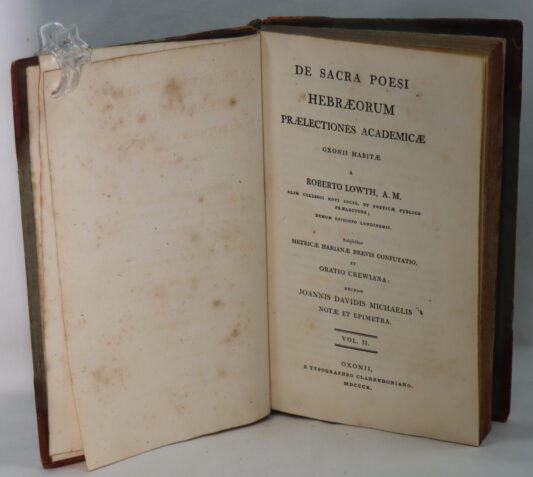 DE SACRA POESI
HEBRÆORUM
PRÆLECTIONES ACADEMICÆ
OXONII HABITÆ
A
ROBERTO LOWTH, A. M.
OLIM COLLEGII NOVI SOCIO, ET POETICÆ PUBLICO
PRÆLECTORE;
DEMUM EPISCOPO LONDINENSI.
Subjicitur
METRICÆ HARIANÆ BREVIS CONFUTATIO,
ET
ORATIO CREWIANA:
NECNON
JOANNIS DAVIDIS MICHAELIS
NOTÆ ET EPIMETRA.
VOL. II.
OXONII,
E TYPOGRAPHEO CLARENDONIANO,
MDCCCX.